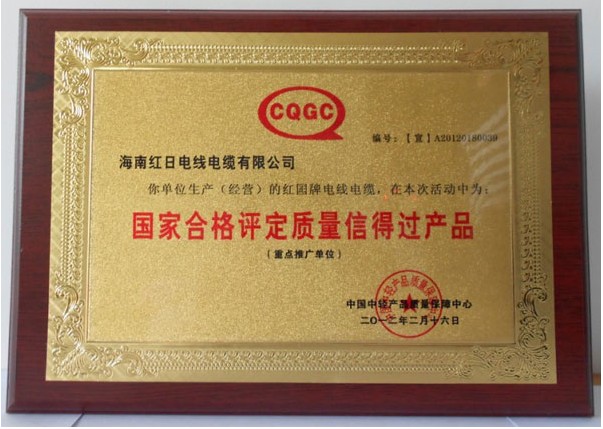 CQGC
编号:【宣】A20120180039
海南红日电线电缆有限公司
你单位生产(经营)的红固牌电线电缆,在本次活动中为:
国家合格评定质量信得过产品
(重点推广单位)
中国中轻产品质量保障中心
二〇一二年二月十六日